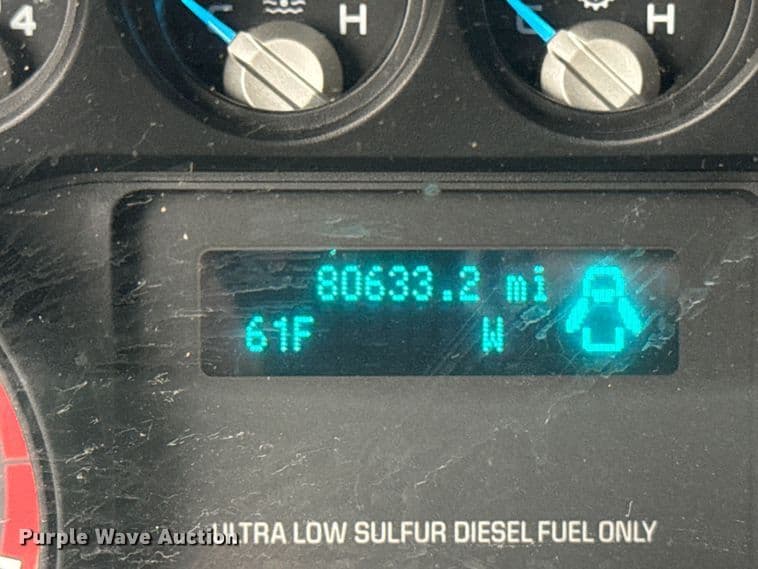 4 C H C H
80633.2 mi
61F W
ULTRA LOW SULFUR DIESEL FUEL ONLY
Purple Wave Auction